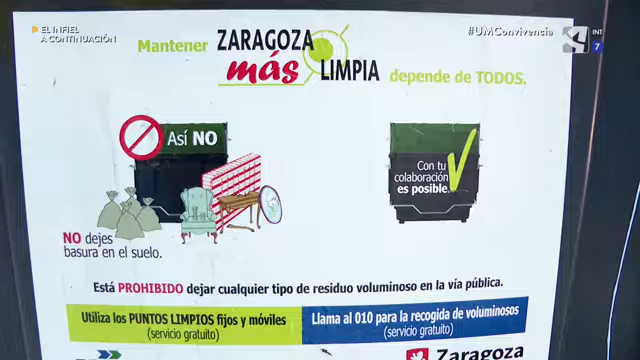 EL INFIEL
A CONTINUACIÓN
#UMConvivencia
INT
7
Mantener ZARAGOZA
más LIMPIA depende de TODOS.
Así NO
Con tu
colaboración
es posible.
NO dejes
basura en el suelo.
Está PROHIBIDO dejar cualquier tipo de residuo voluminoso en la vía pública.
Utiliza los PUNTOS LIMPIOS fijos y móviles
(servicio gratuito)
Llama al 010 para la recogida de voluminosos
(servicio gratuito)
Zaragoza